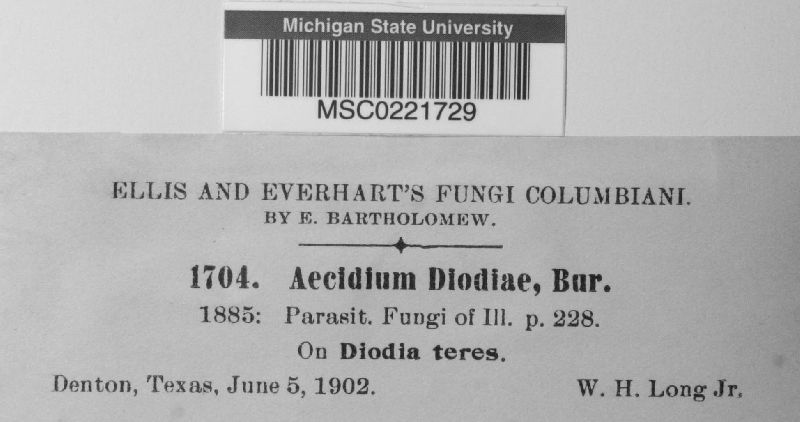 Michigan State University
MSC0221729
ELLIS AND EVERHART'S FUNGI COLUMBIANI.
BY E. BARTHOLOMEW.
1704. Aecidium Diodiae, Bur.
1885: Parasit. Fungi of Ill. p. 228.
On Diodia teres.
Denton, Texas, June 5, 1902. W. H. Long Jr.